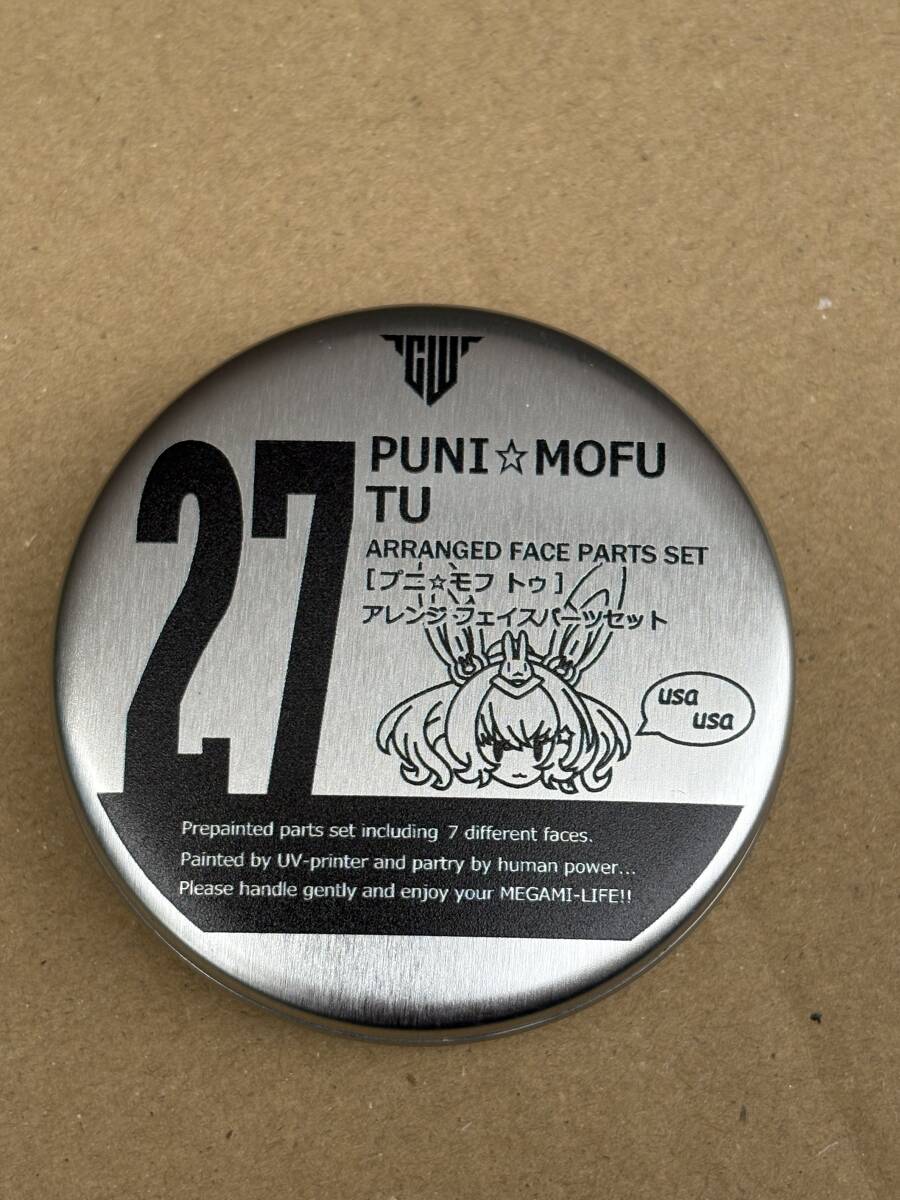 CW
27
PUNI☆MOFU
TU
ARRANGED FACE PARTS SET
[プニ☆モフ トゥ]
アレンジフェイスパーツセット
usa
usa
Prepainted parts set including 7 different faces.
Painted by UV-printer and partry by human power...
Please handle gently and enjoy your MEGAMI-LIFE!!